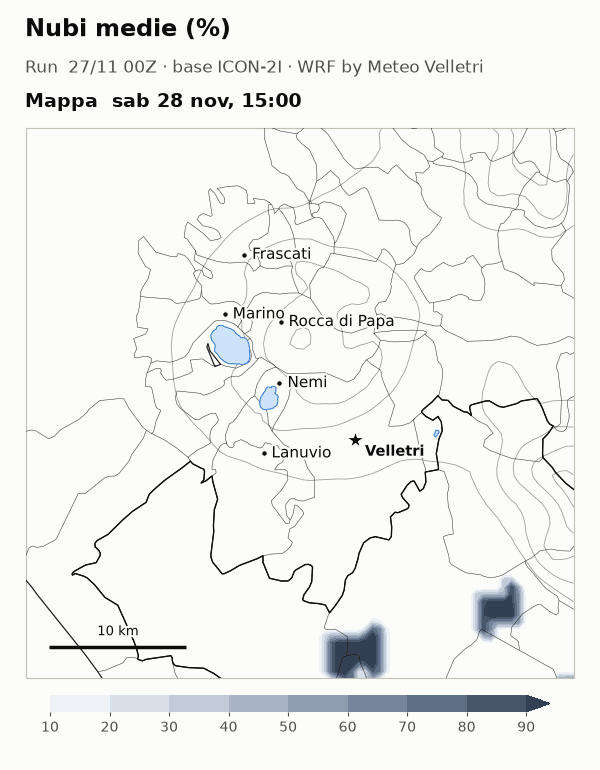 Nubi medie (%)
Run  27/11 00Z · base ICON-2I · WRF by Meteo Velletri
Mappa  sab 28 nov, 15:00
Frascati
Marino
Rocca di Papa
Nemi
Velletri
Lanuvio
10 km
10 20 30 40 50 60 70 80 90